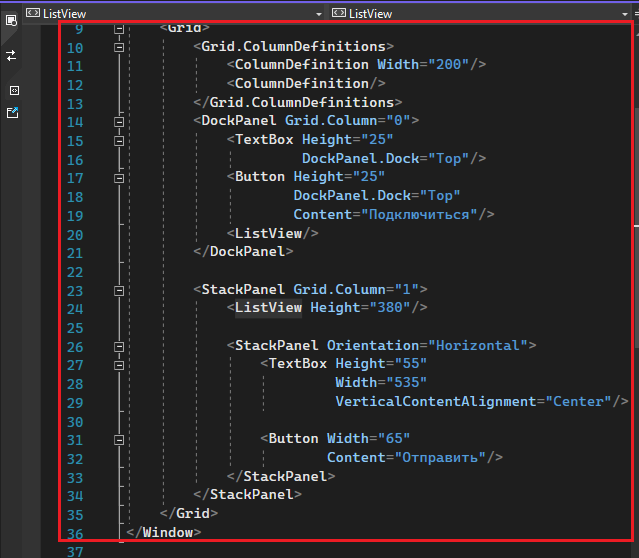 ListView ListView
9 <Grid>
10 <Grid.ColumnDefinitions>
11 <ColumnDefinition Width="200"/>
12 <ColumnDefinition/>
13 </Grid.ColumnDefinitions>
14 <DockPanel Grid.Column="0">
15 <TextBox Height="25"
16 DockPanel.Dock="Top"/>
17 <Button Height="25"
18 DockPanel.Dock="Top"
19 Content="Подключиться"/>
20 <ListView/>
21 </DockPanel>
22
23 <StackPanel Grid.Column="1">
24 <ListView Height="380"/>
25
26 <StackPanel Orientation="Horizontal">
27 <TextBox Height="55"
28 Width="535"
29 VerticalContentAlignment="Center"/>
30
31 <Button Width="65"
32 Content="Отправить"/>
33 </StackPanel>
34 </StackPanel>
35 </Grid>
36 </Window>
37